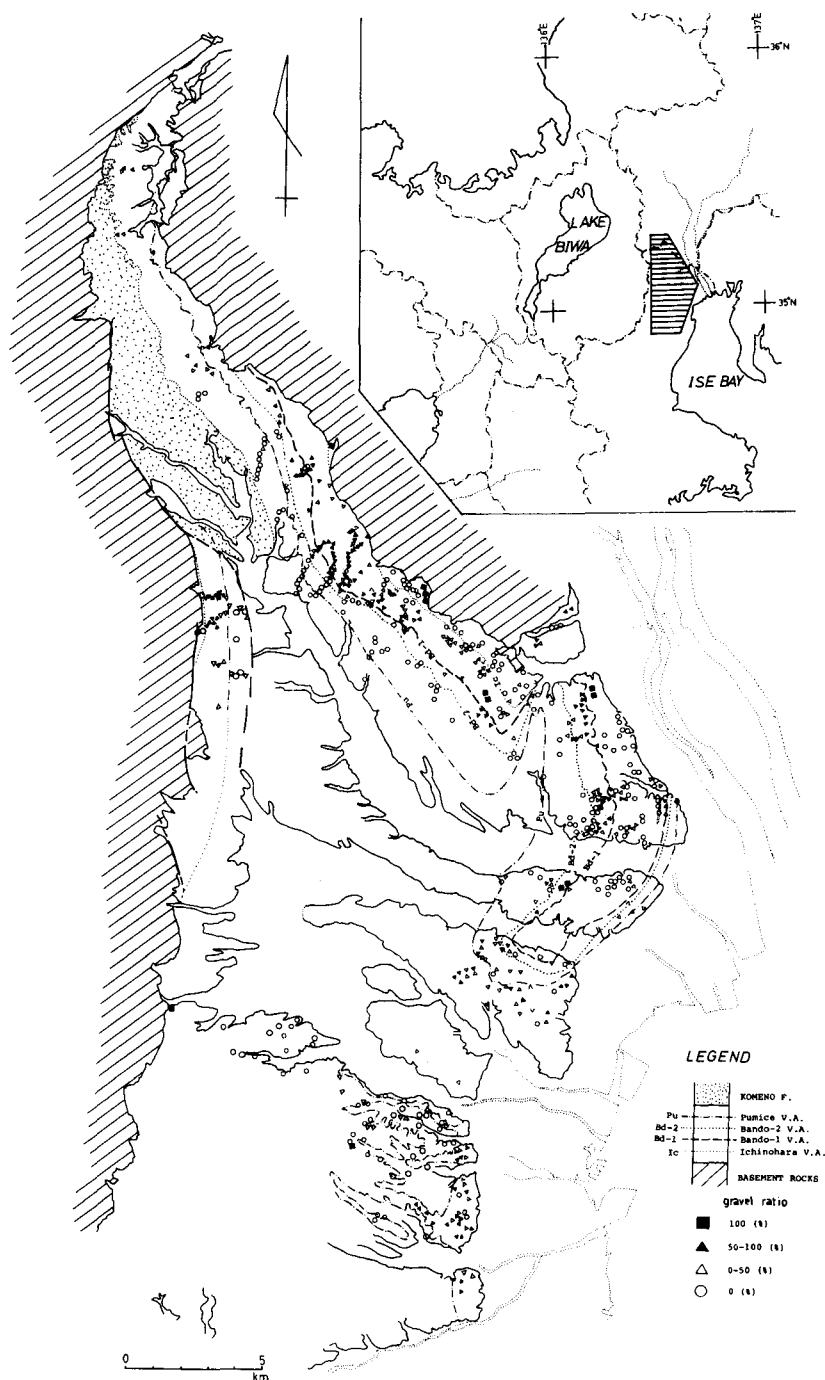 136°E
137°E
36°N
LAKE
BIWA
35°N
ISE BAY
Pu
Pu
Bd-2
Bd-1
LEGEND
KOMENO F.
Pu Pumice V.A.
Bd-2 Bando-2 V.A.
Bd-1 Bando-1 V.A.
Ic Ichinohara V.A.
BASEMENT ROCKS
gravel ratio
100 (%)
50-100 (%)
0-50 (%)
0 (%)
0 5
km